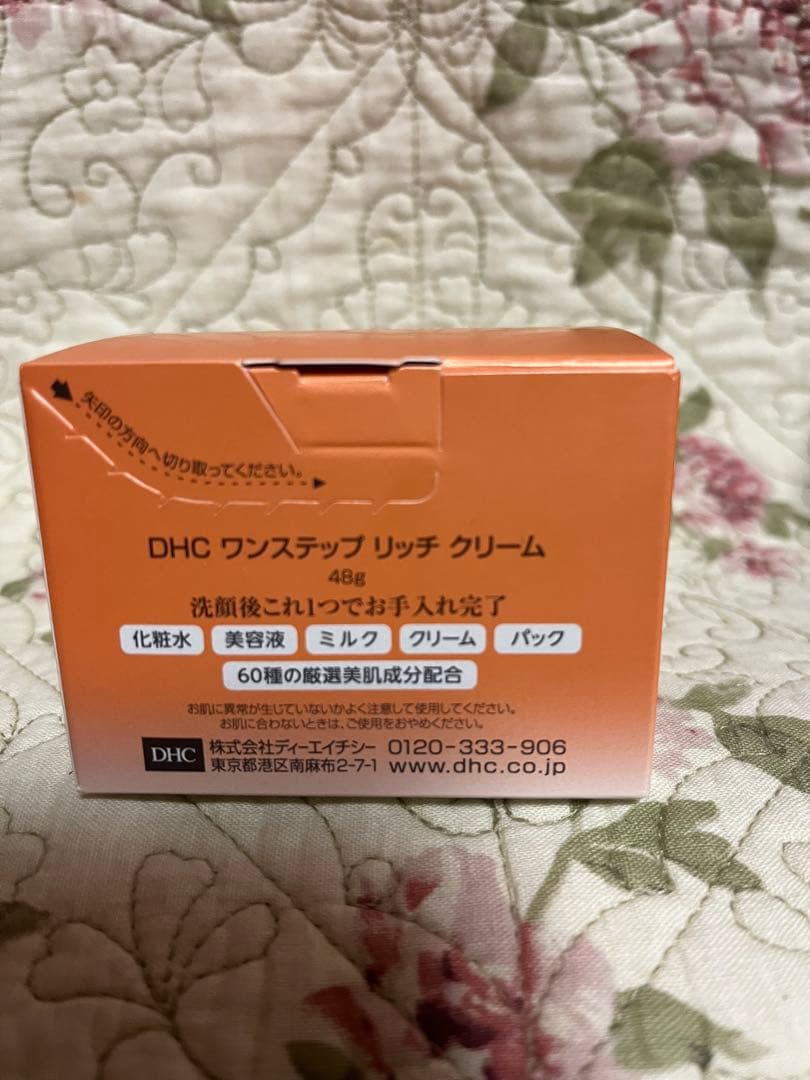 矢印の方向へ切り取ってください。
DHC ワンステップ リッチ クリーム
48g
洗顔後これ1つでお手入れ完了
化粧水 美容液 ミルク クリーム パック
60種の厳選美肌成分配合
お肌に異常が生じていないかよく注意して使用してください。
お肌に合わないときは、ご使用をおやめください。
DHC 株式会社ディーエイチシー 0120-333-906
東京都港区南麻布2-7-1 www.dhc.co.jp